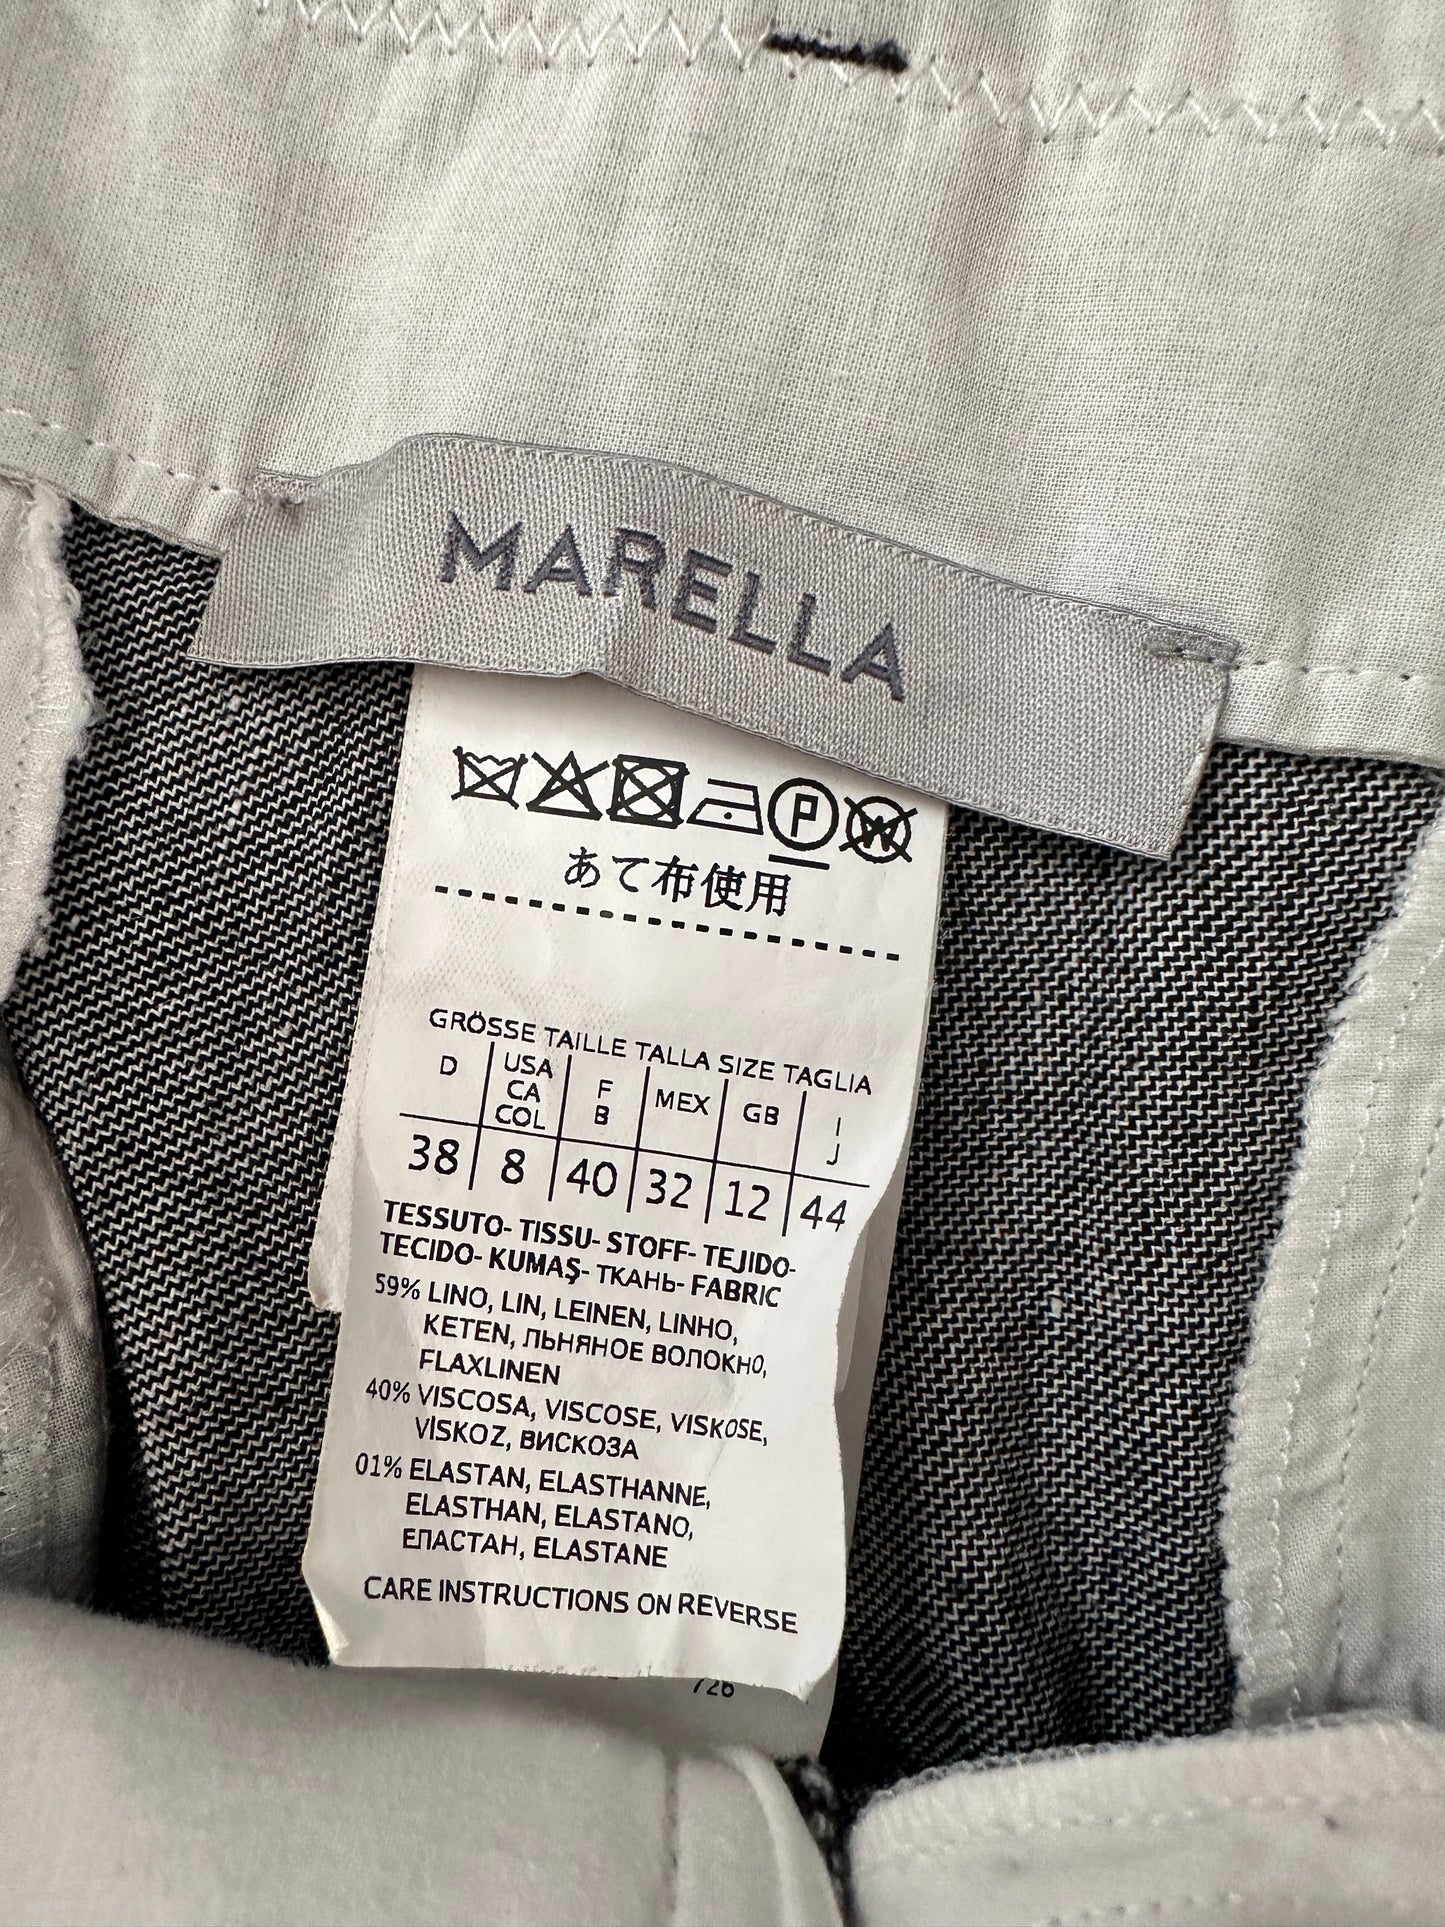 MARELLA
P W
あて布使用
GRÖSSE TAILLE TALLA SIZE TAGLIA
D USA CA COL F B MEX GB I J
38 8 40 32 12 44
TESSUTO- TISSU- STOFF- TEJIDO-
TECIDO- KUMAŞ- ТКАНЬ- FABRIC
59% LINO, LIN, LEINEN, LINHO,
KETEN, ЛЬНЯНОЕ ВОЛОКНО,
FLAXLINEN
40% VISCOSA, VISCOSE, VISKOSE,
VİSKOZ, ВИСКОЗА
01% ELASTAN, ELASTHANNE,
ELASTHAN, ELASTANO,
ЕЛАСТАН, ELASTANE
CARE INSTRUCTIONS ON REVERSE
726